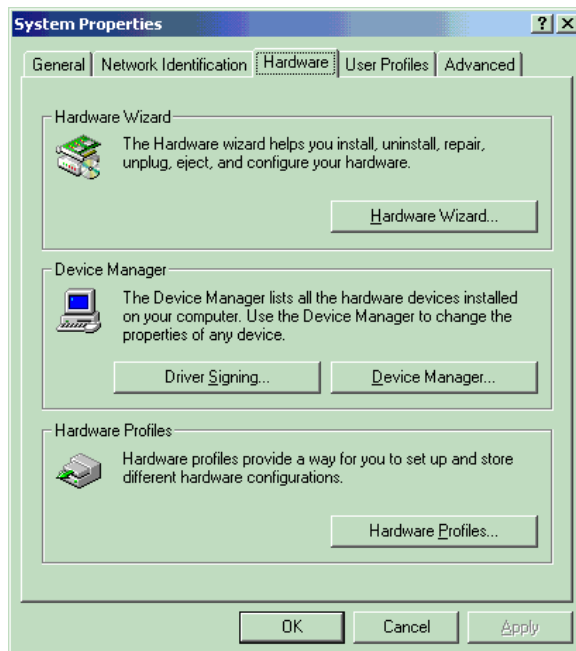 System Properties
General Network Identification Hardware User Profiles Advanced
Hardware Wizard
The Hardware wizard helps you install, uninstall, repair,
unplug, eject, and configure your hardware.
Hardware Wizard...
Device Manager
The Device Manager lists all the hardware devices installed
on your computer. Use the Device Manager to change the
properties of any device.
Driver Signing... Device Manager...
Hardware Profiles
Hardware profiles provide a way for you to set up and store
different hardware configurations.
Hardware Profiles...
OK Cancel Apply